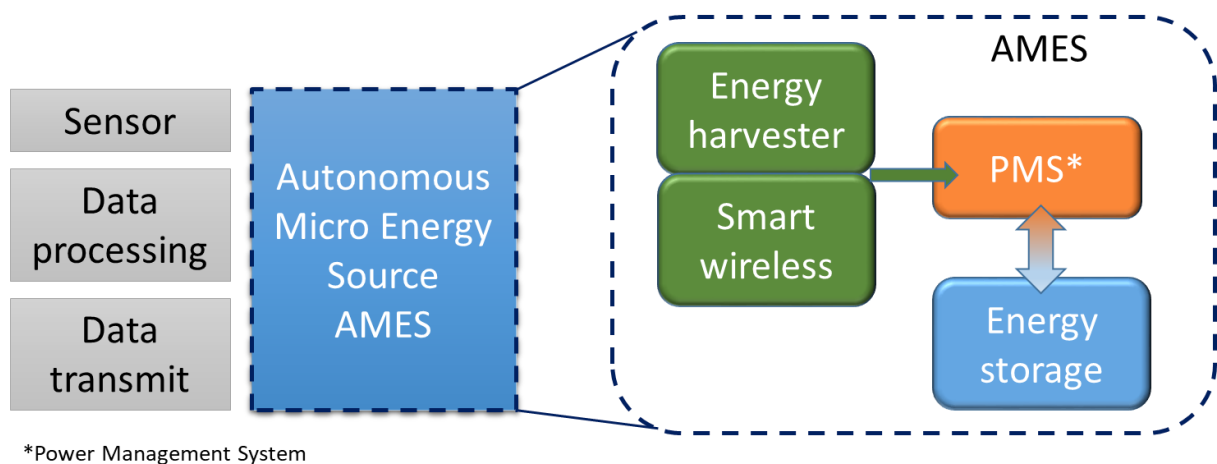 Sensor
Data
processing
Data
transmit
Autonomous
Micro Energy
Source
AMES
AMES
Energy
harvester
Smart
wireless
PMS*
Energy
storage
*Power Management System